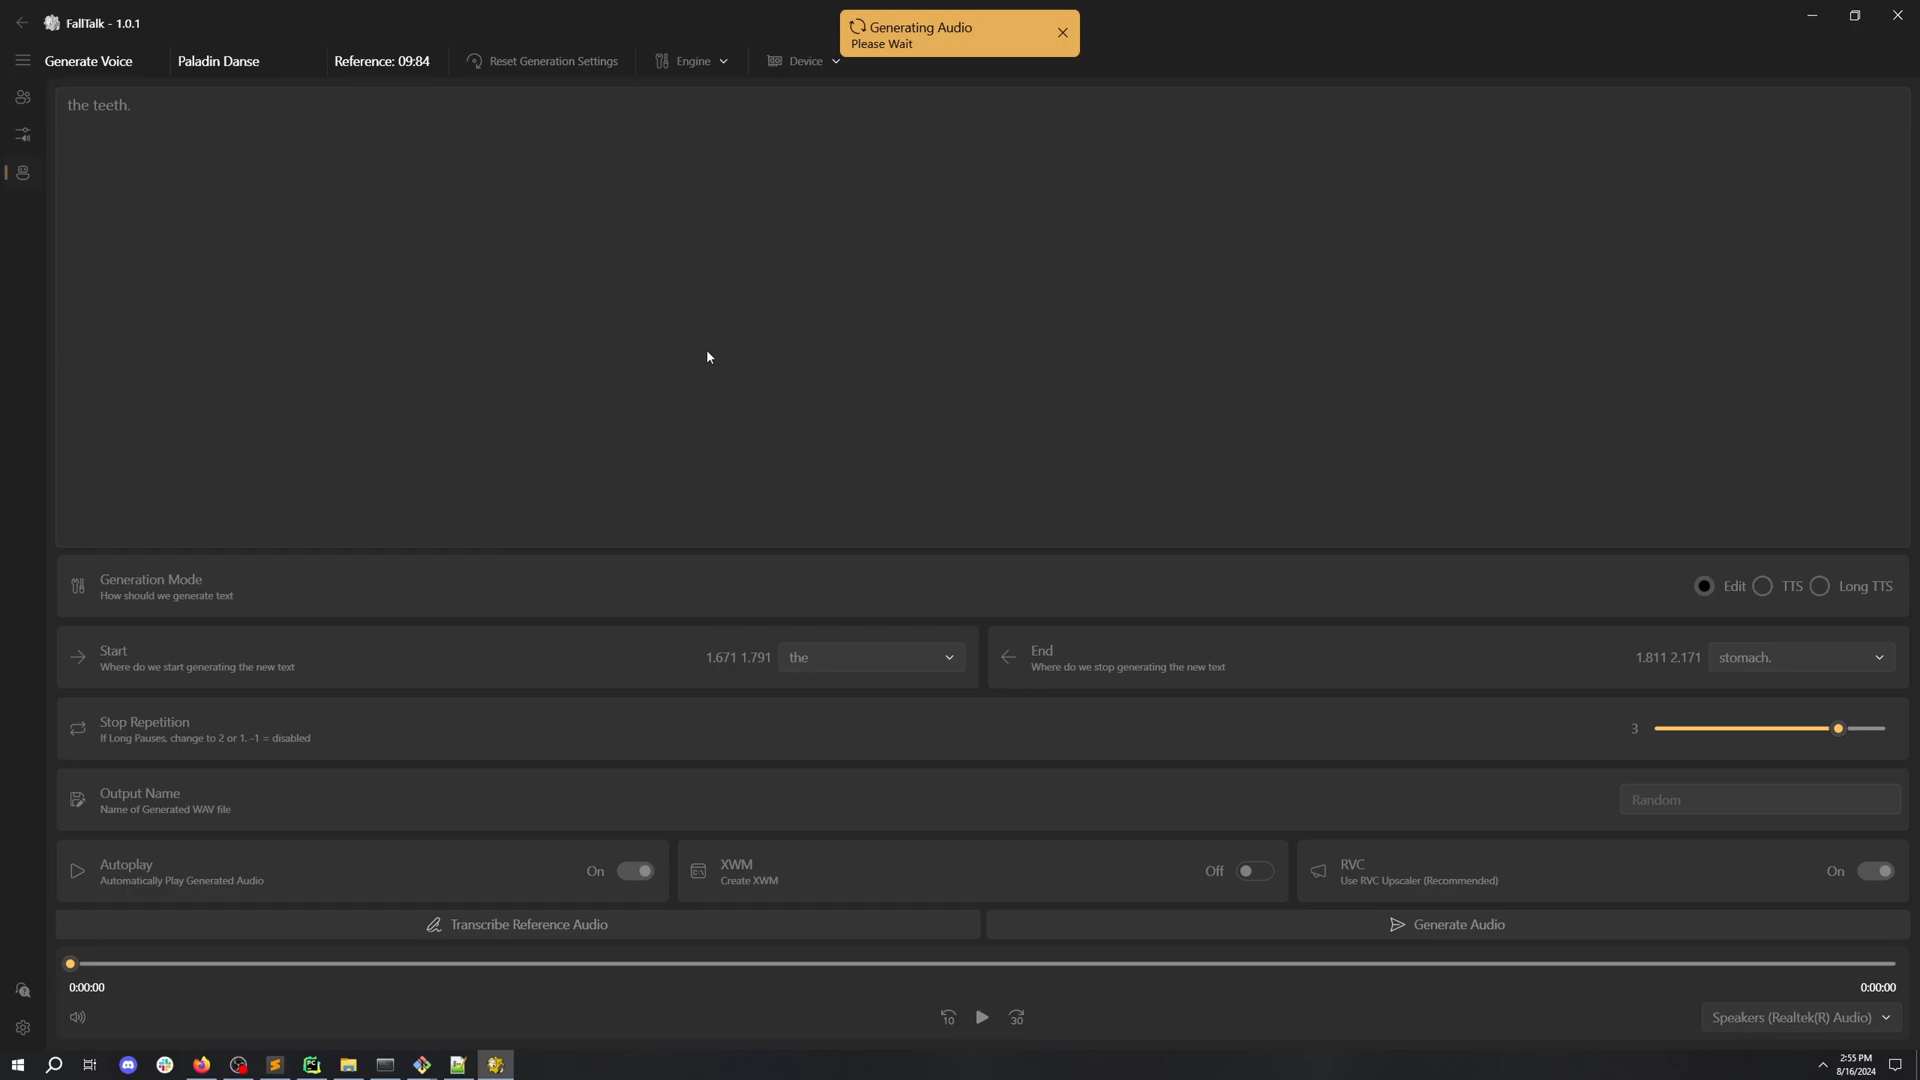 FallTalk - 1.0.1
Generating Audio
Please Wait
Generate Voice
Paladin Danse
Reference: 09:84
Reset Generation Settings
Engine
Device
the teeth.
Generation Mode
How should we generate text
Edit
TTS
Long TTS
Start
Where do we start generating the new text
1.671 1.791
the
End
Where do we stop generating the new text
1.811 2.171
stomach.
Stop Repetition
If Long Pauses, change to 2 or 1. -1 = disabled
3
Output Name
Name of Generated WAV file
Random
Autoplay
Automatically Play Generated Audio
On
XWM
Create XWM
Off
RVC
Use RVC Upscaler (Recommended)
On
Transcribe Reference Audio
Generate Audio
0:00:00
0:00:00
10
30
Speakers (Realtek(R) Audio)
2:55 PM
8/16/2024